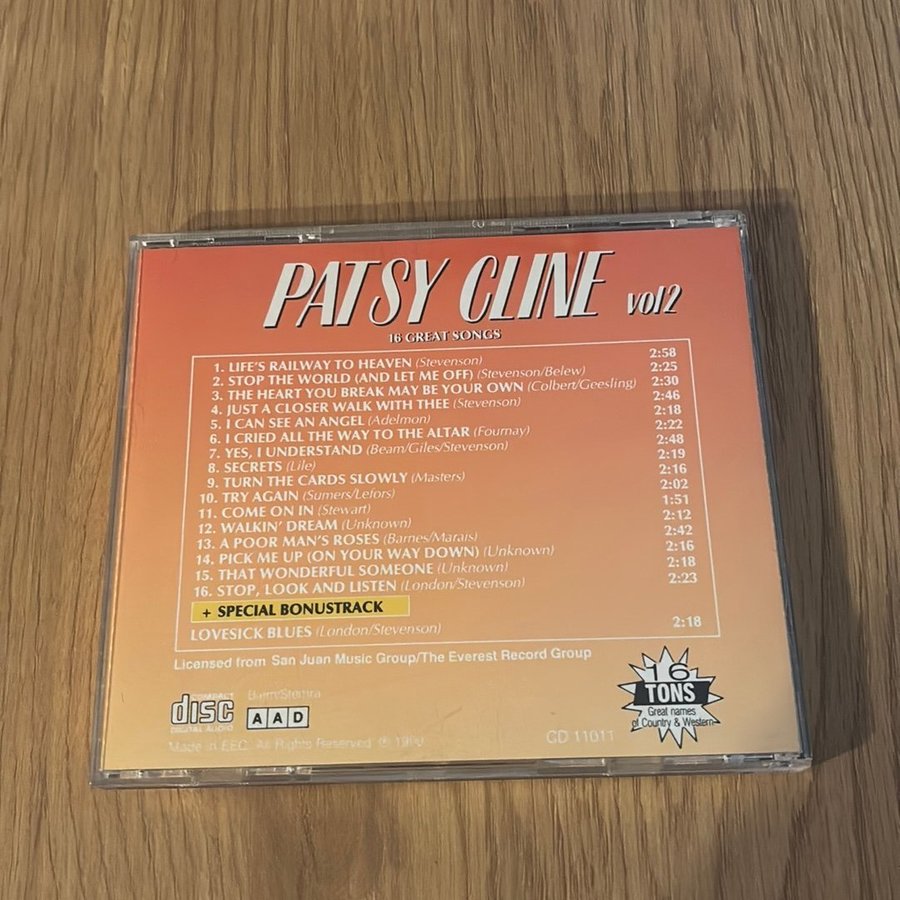 PATSY CLINE vol2
16 GREAT SONGS
1. LIFE'S RAILWAY TO HEAVEN (Stevenson) 2:58
2. STOP THE WORLD (AND LET ME OFF) (Stevenson/Belew) 2:25
3. THE HEART YOU BREAK MAY BE YOUR OWN (Colbert/Geesling) 2:30
4. JUST A CLOSER WALK WITH THEE (Stevenson) 2:46
5. I CAN SEE AN ANGEL (Adelmon) 2:18
6. I CRIED ALL THE WAY TO THE ALTAR (Fournay) 2:22
7. YES, I UNDERSTAND (Beam/Giles/Stevenson) 2:48
8. SECRETS (Lile) 2:19
9. TURN THE CARDS SLOWLY (Masters) 2:16
10. TRY AGAIN (Sumers/Lefors) 2:02
11. COME ON IN (Stewart) 1:51
12. WALKIN' DREAM (Unknown) 2:12
13. A POOR MAN'S ROSES (Barnes/Marais) 2:42
14. PICK ME UP (ON YOUR WAY DOWN) (Unknown) 2:16
15. THAT WONDERFUL SOMEONE (Unknown) 2:18
16. STOP, LOOK AND LISTEN (London/Stevenson) 2:23
+ SPECIAL BONUSTRACK
LOVESICK BLUES (London/Stevenson) 2:18
Licensed from San Juan Music Group/The Everest Record Group
COMPACT
disc
DIGITAL AUDIO
Biem/Stemra
AAD
Made in EEC. All Rights Reserved ℗
CD 11011
16
TONS
Great names
of Country & Western